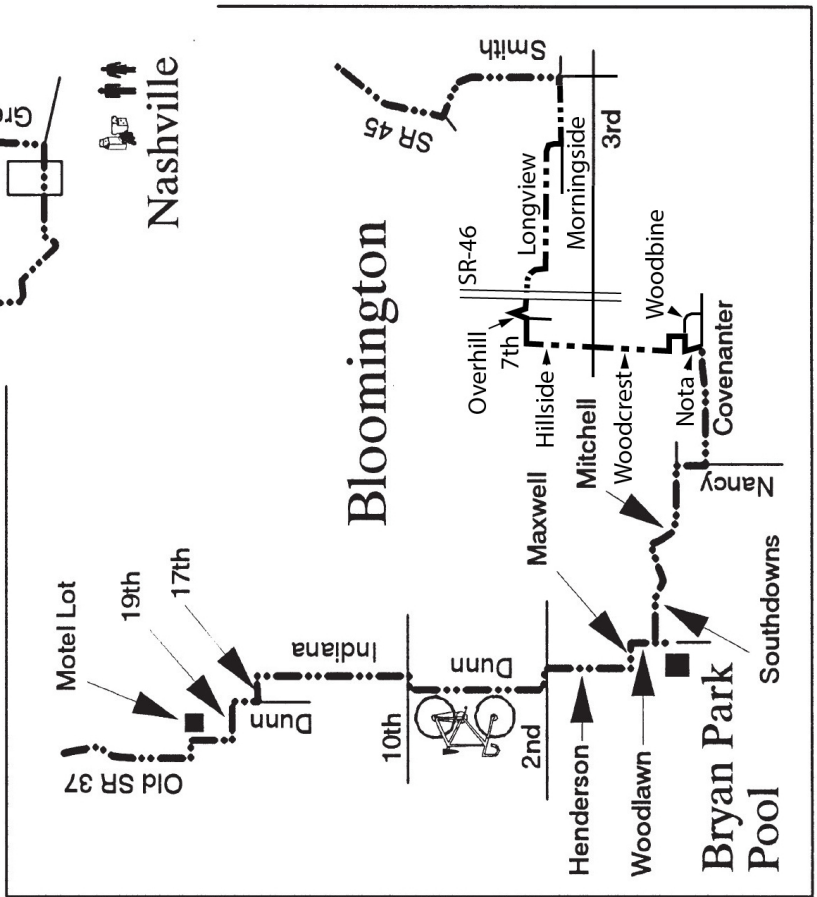 Gre
Nashville
Smith
SR 45
Bloomington
SR-46
Longview
Morningside
3rd
Overhill
7th
Hillside
Woodcrest
Woodbine
Nota
Covenanter
Mitchell
Nancy
Maxwell
Southdowns
Motel Lot
19th
17th
Old SR 37
Dunn
Indiana
10th
Dunn
2nd
Henderson
Woodlawn
Bryan Park
Pool